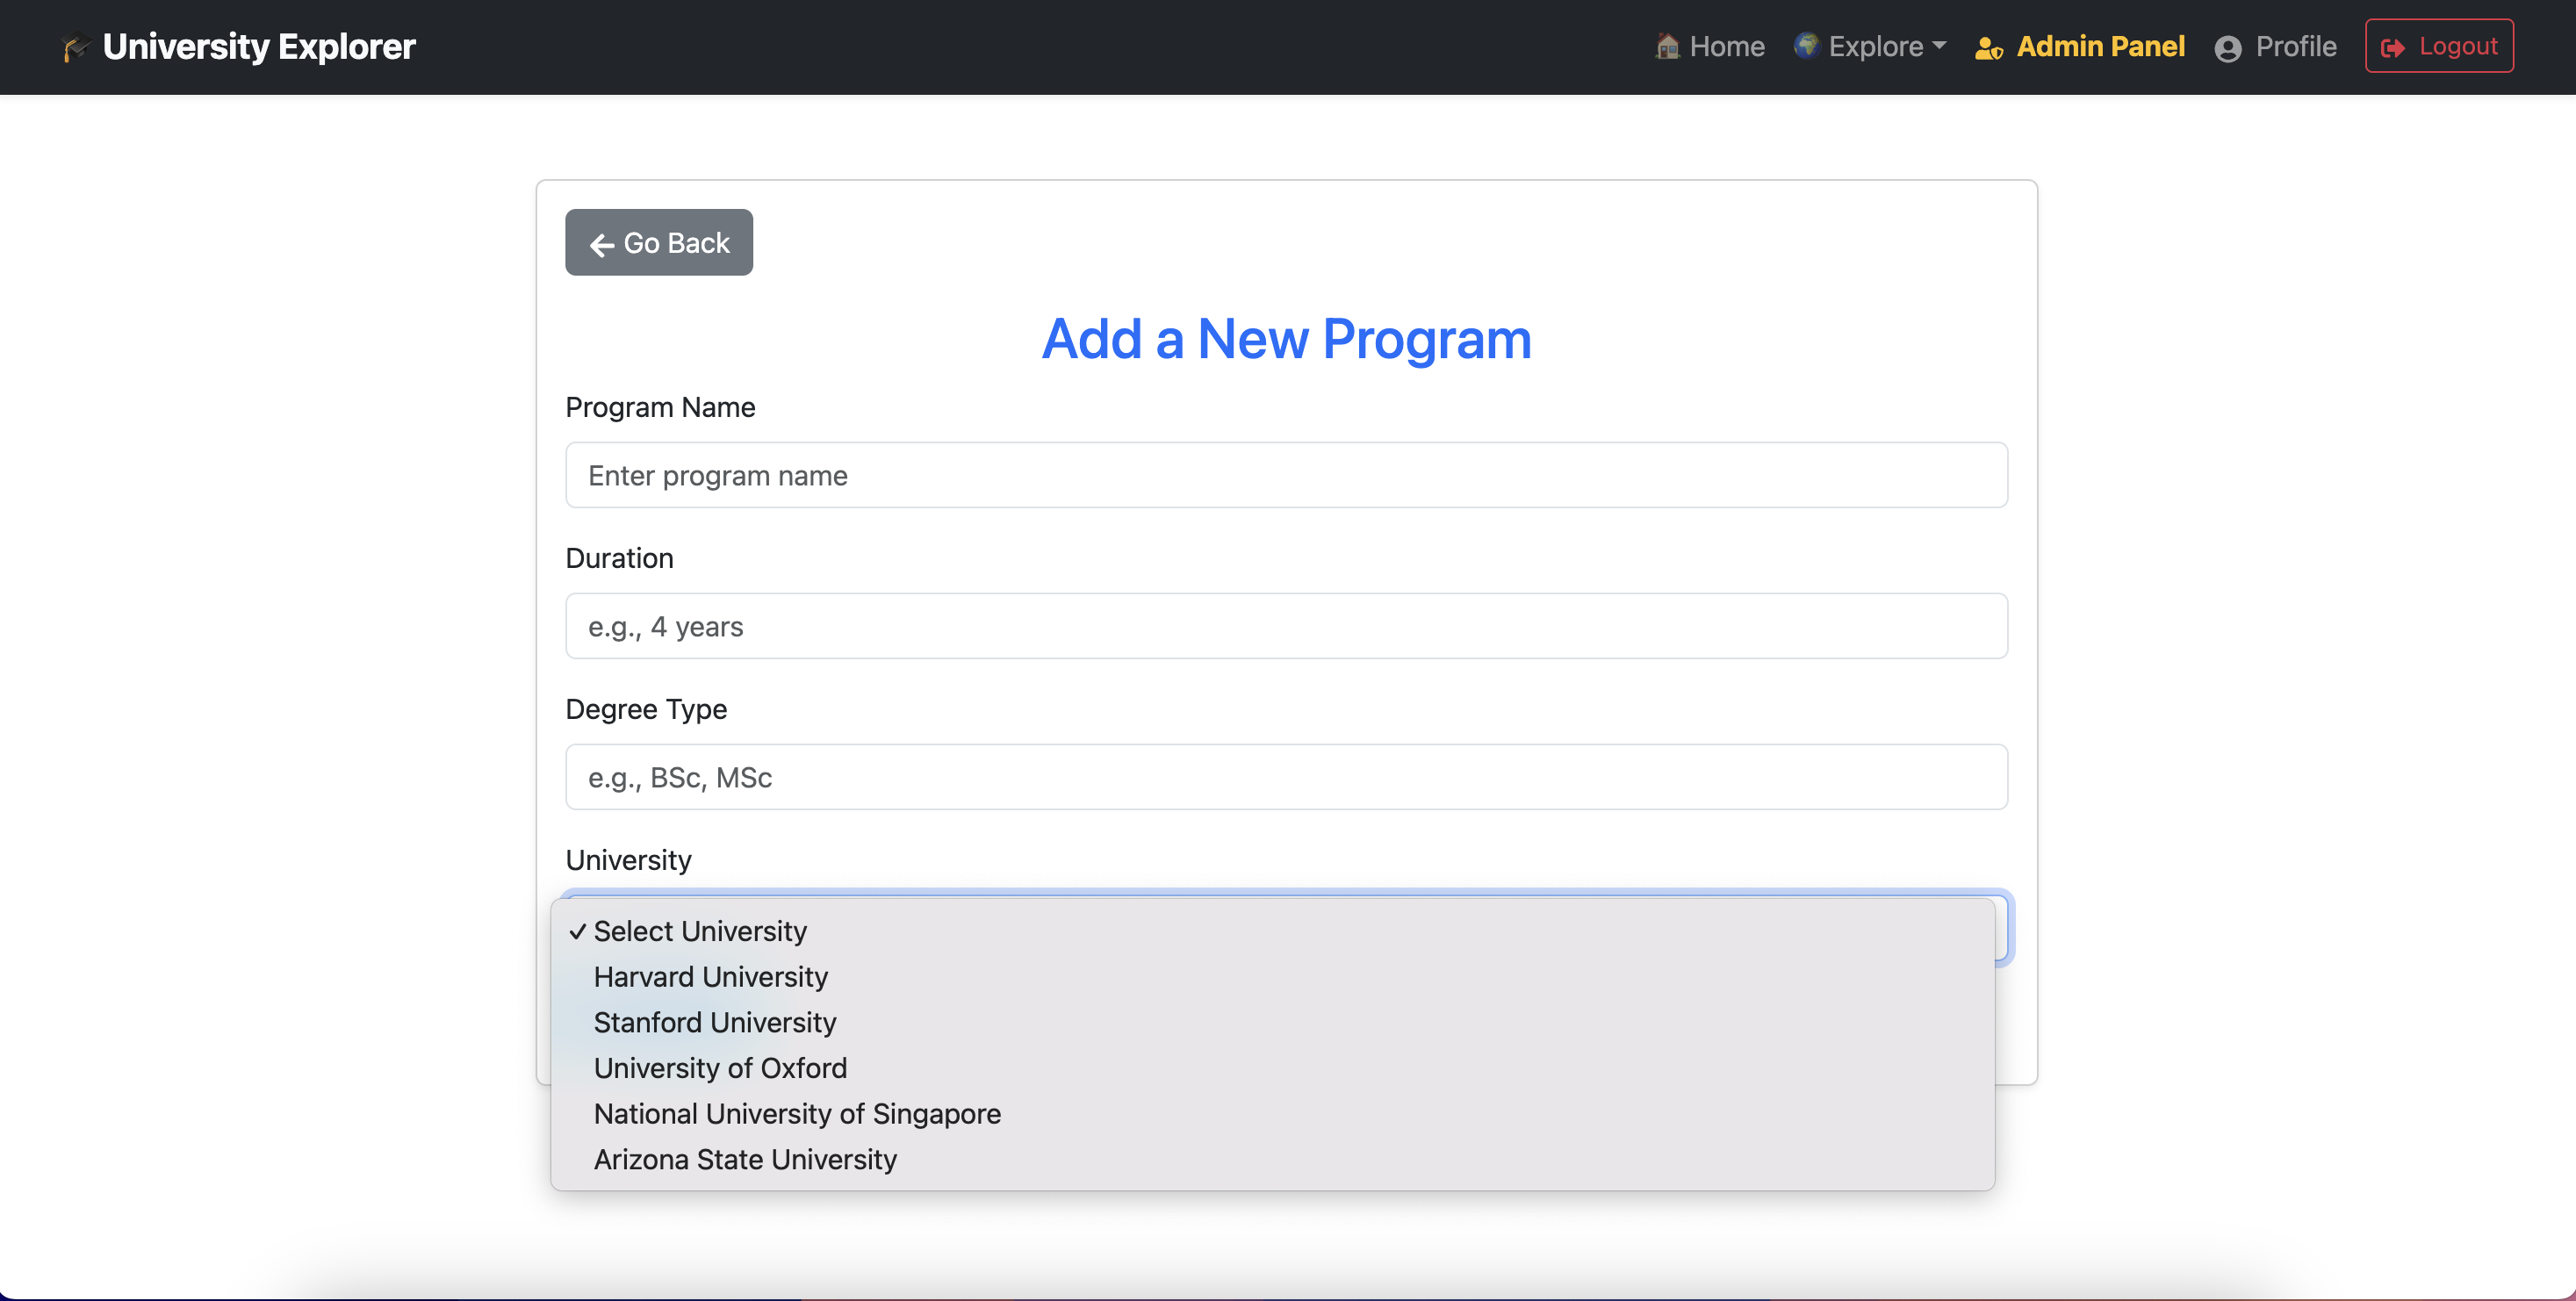 University Explorer
Home Explore Admin Panel Profile Logout
Go Back
Add a New Program
Program Name
Enter program name
Duration
e.g., 4 years
Degree Type
e.g., BSc, MSc
University
Select University
Harvard University
Stanford University
University of Oxford
National University of Singapore
Arizona State University